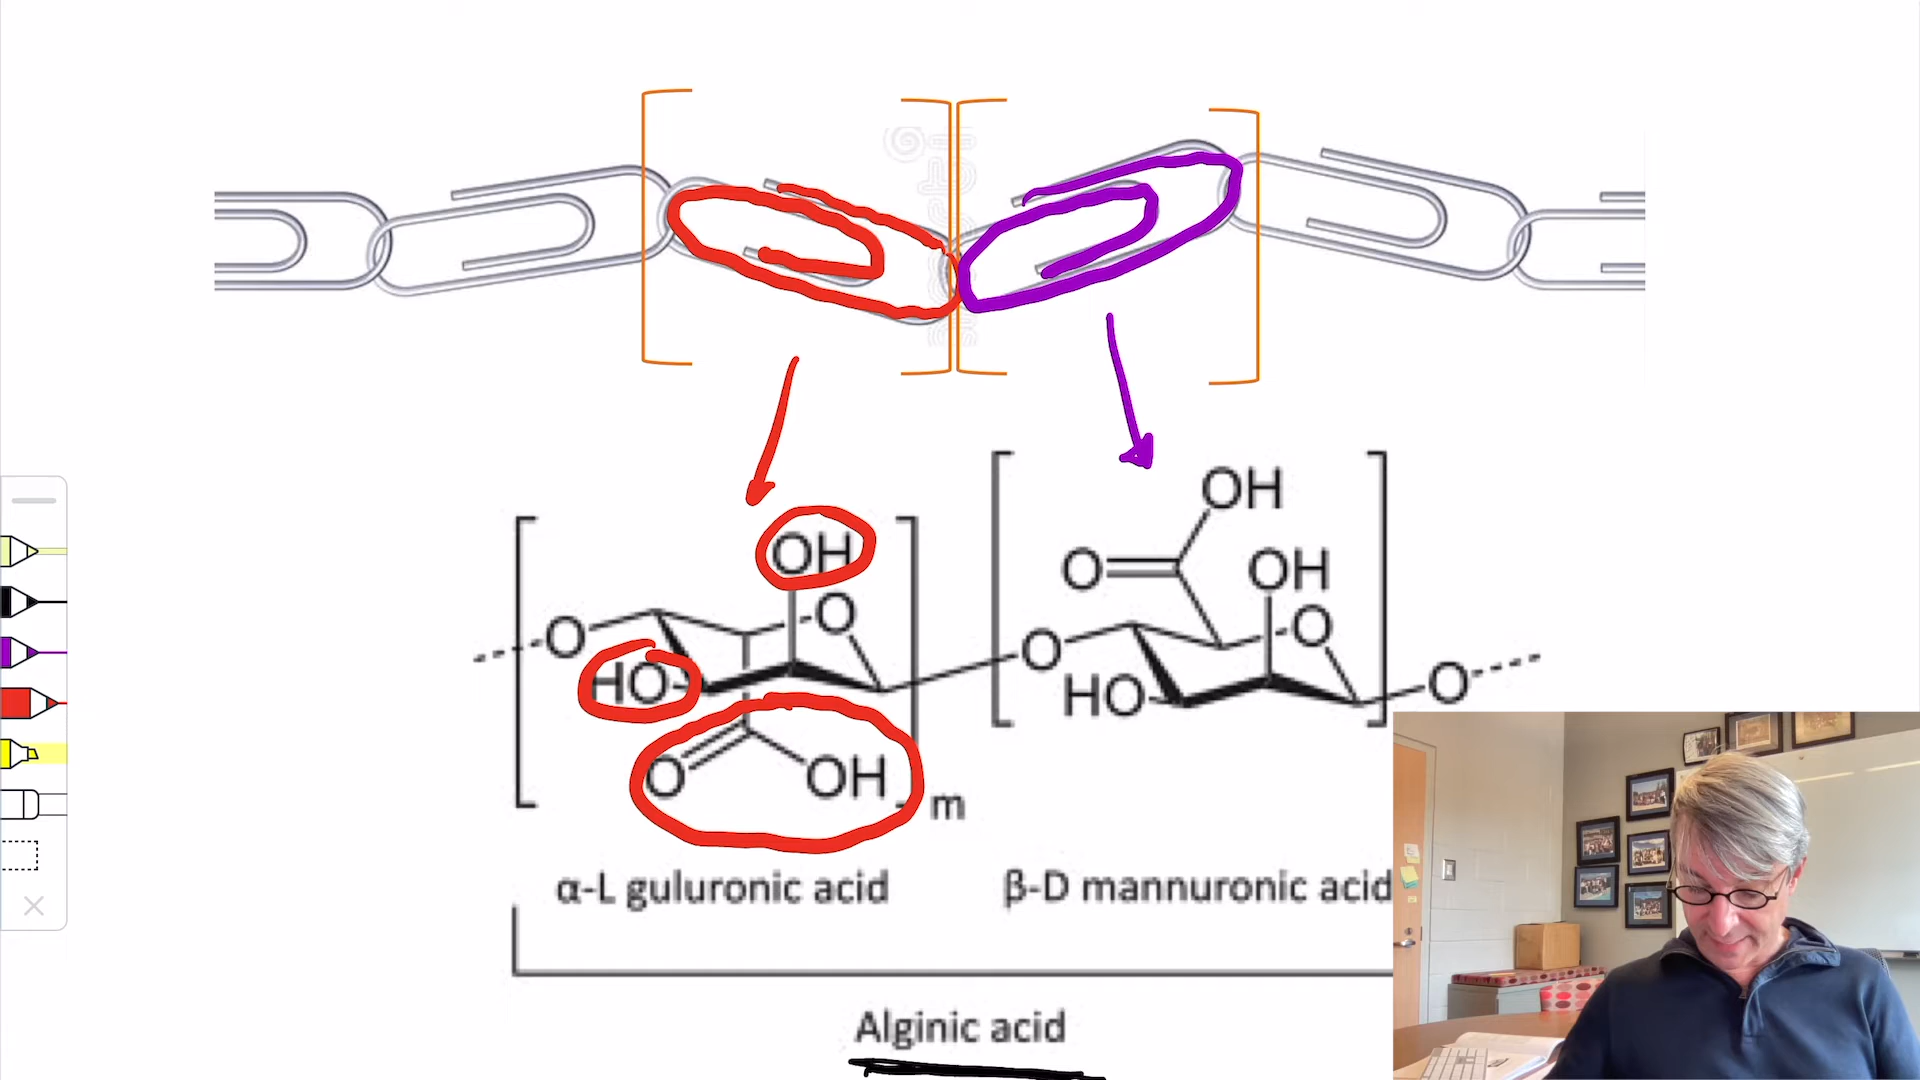 OH
OH
O
OH
O
O
O
O
HO
HO
O
O
OH
m
α-L guluronic acid
β-D mannuronic acid
Alginic acid